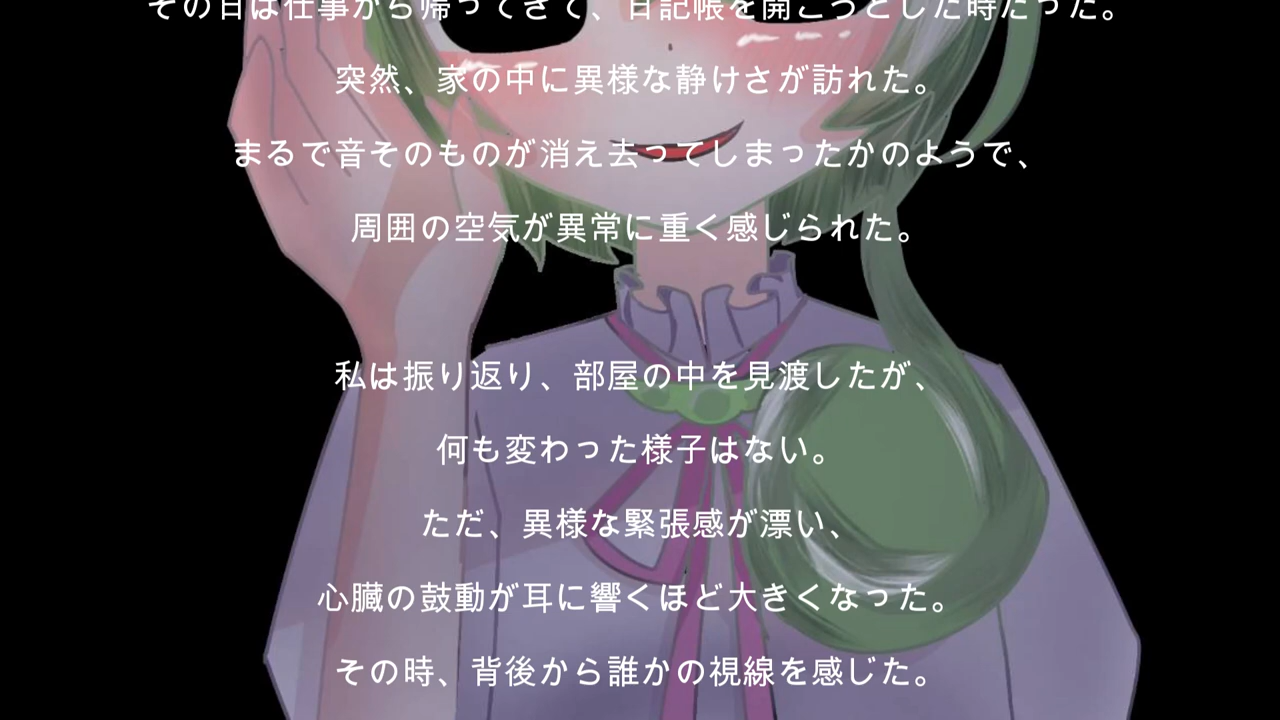 その日は仕事から帰ってきて、日記帳を開こうとした時だった。
突然、家の中に異様な静けさが訪れた。
まるで音そのものが消え去ってしまったかのようで、
周囲の空気が異常に重く感じられた。
私は振り返り、部屋の中を見渡したが、
何も変わった様子はない。
ただ、異様な緊張感が漂い、
心臓の鼓動が耳に響くほど大きくなった。
その時、背後から誰かの視線を感じた。